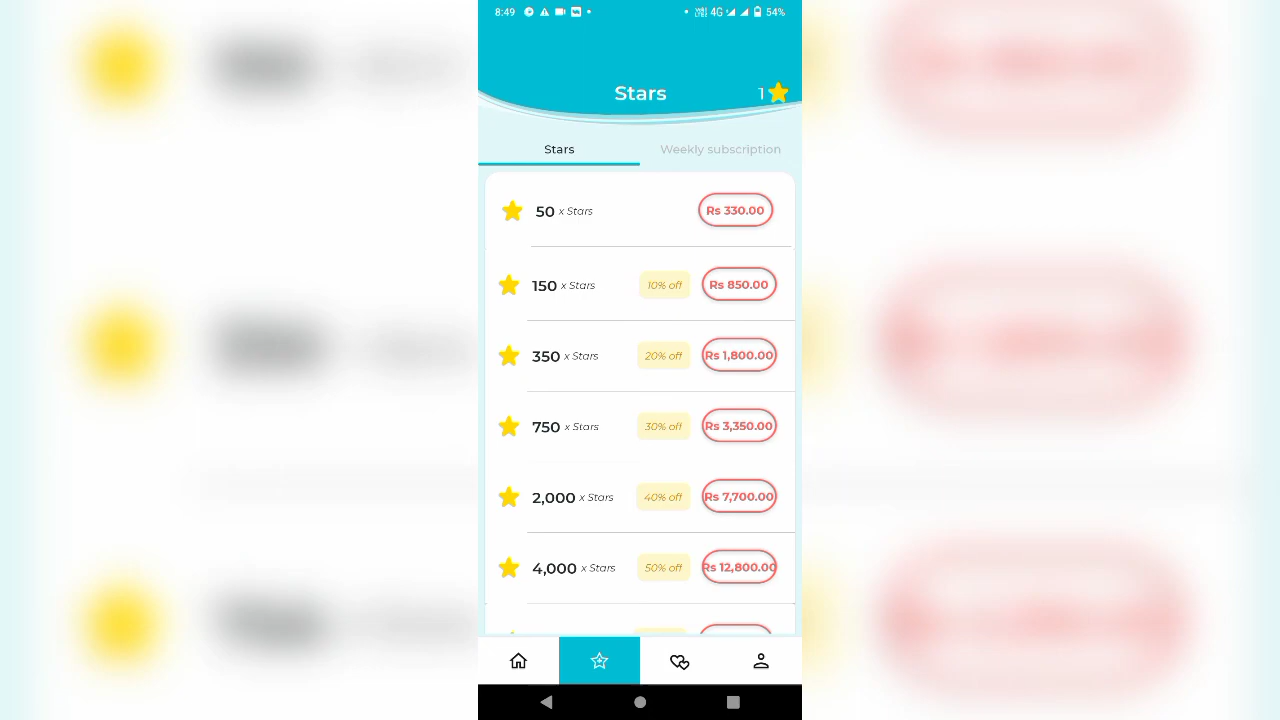 8:49 4G 54%
Stars 1
Stars Weekly subscription
50 x Stars Rs 330.00
150 x Stars 10% off Rs 850.00
350 x Stars 20% off Rs 1,800.00
750 x Stars 30% off Rs 3,350.00
2,000 x Stars 40% off Rs 7,700.00
4,000 x Stars 50% off Rs 12,800.00